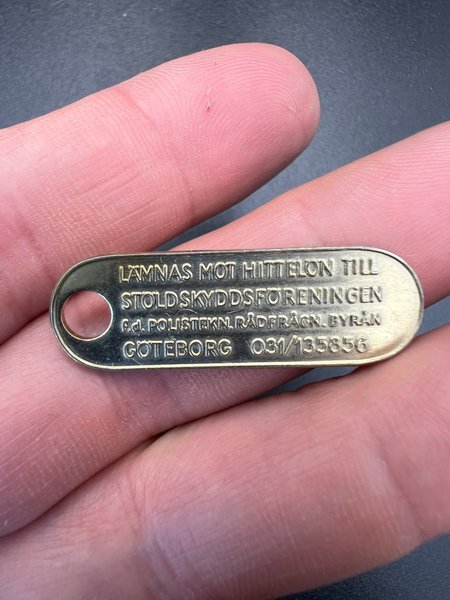 LÄMNAS MOT HITTELÖN TILL
STÖLDSKYDDSFÖRENINGEN
f.d. POLISTEKN. RÅDFRÅGN. BYRÅN
GÖTEBORG 031/135856